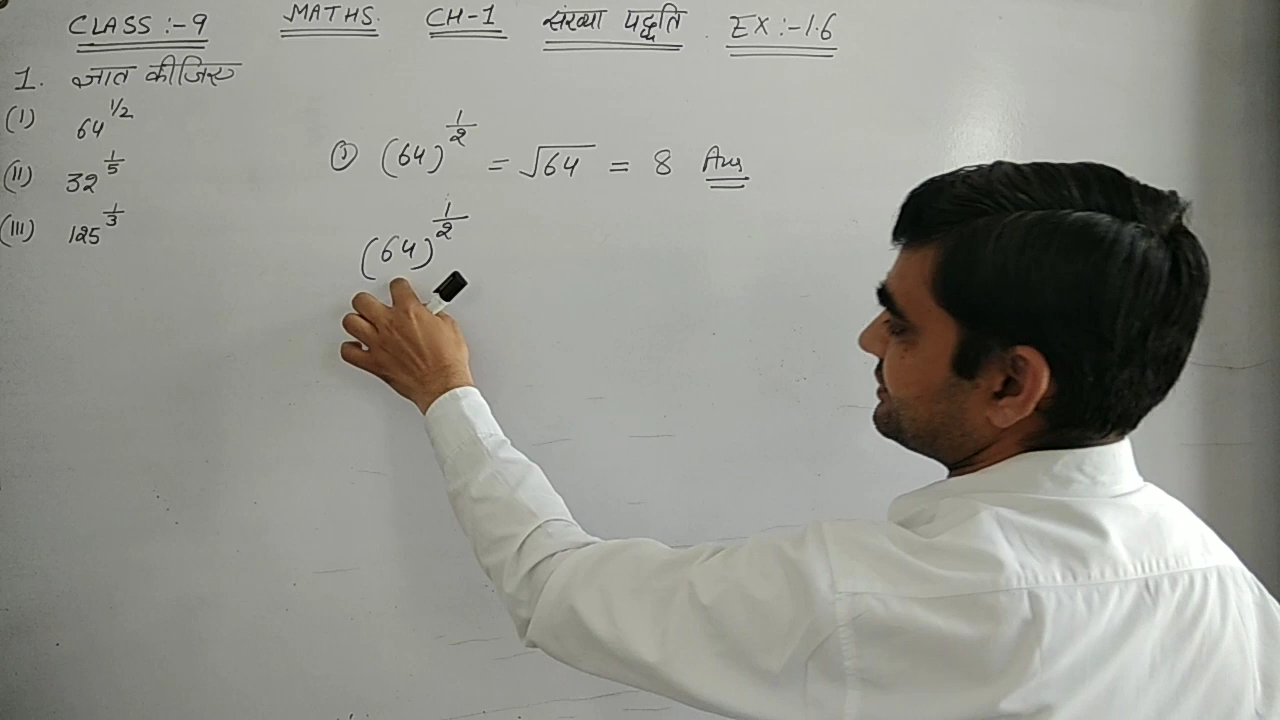 CLASS :- 9 MATHS. CH-1 संख्या पद्धति EX :- 1.6
1. ज्ञात कीजिए
(I) 64^1/2
(II) 32^1/5
(III) 125^1/3
① (64)^1/2 = √64 = 8 Ans
(64)^1/2